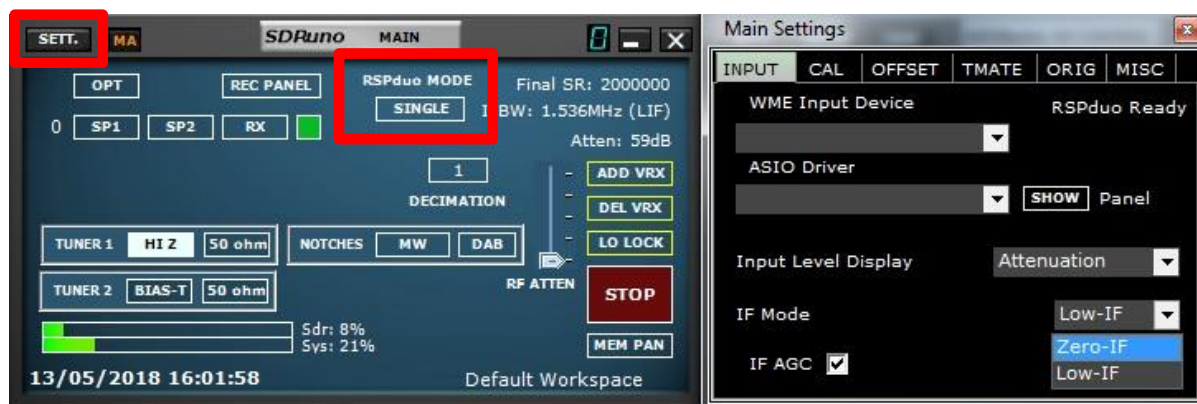 SETT.
MA
SDRuno MAIN
OPT
REC PANEL
RSPduo MODE
SINGLE
Final SR: 2000000
BW: 1.536MHz (LIF)
Atten: 59dB
0 SP1 SP2 RX
1
DECIMATION
ADD VRX
DEL VRX
LO LOCK
TUNER 1 HI Z 50 ohm
NOTCHES MW DAB
TUNER 2 BIAS-T 50 ohm
RF ATTEN
STOP
Sdr: 8%
Sys: 21%
MEM PAN
13/05/2018 16:01:58
Default Workspace
Main Settings
INPUT CAL OFFSET TMATE ORIG MISC
WME Input Device
RSPduo Ready
ASIO Driver
SHOW Panel
Input Level Display Attenuation
IF Mode Low-IF
Zero-IF
Low-IF
IF AGC